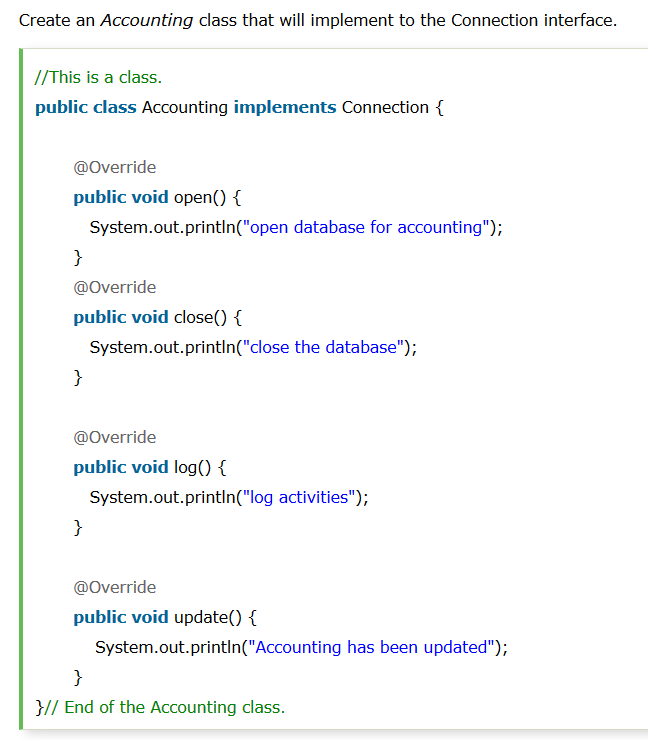 Create an Accounting class that will implement to the Connection interface.
//This is a class.
public class Accounting implements Connection {
@Override
public void open() {
System.out.println("open database for accounting");
}
@Override
public void close() {
System.out.println("close the database");
}
@Override
public void log() {
System.out.println("log activities");
}
@Override
public void update() {
System.out.println("Accounting has been updated");
}
}// End of the Accounting class.